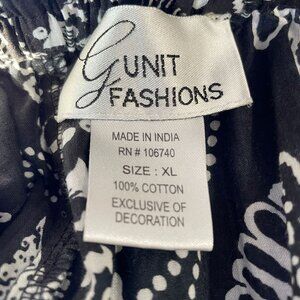 G UNIT
FASHIONS
MADE IN INDIA
RN # 106740
SIZE : XL
100% COTTON
EXCLUSIVE OF
DECORATION